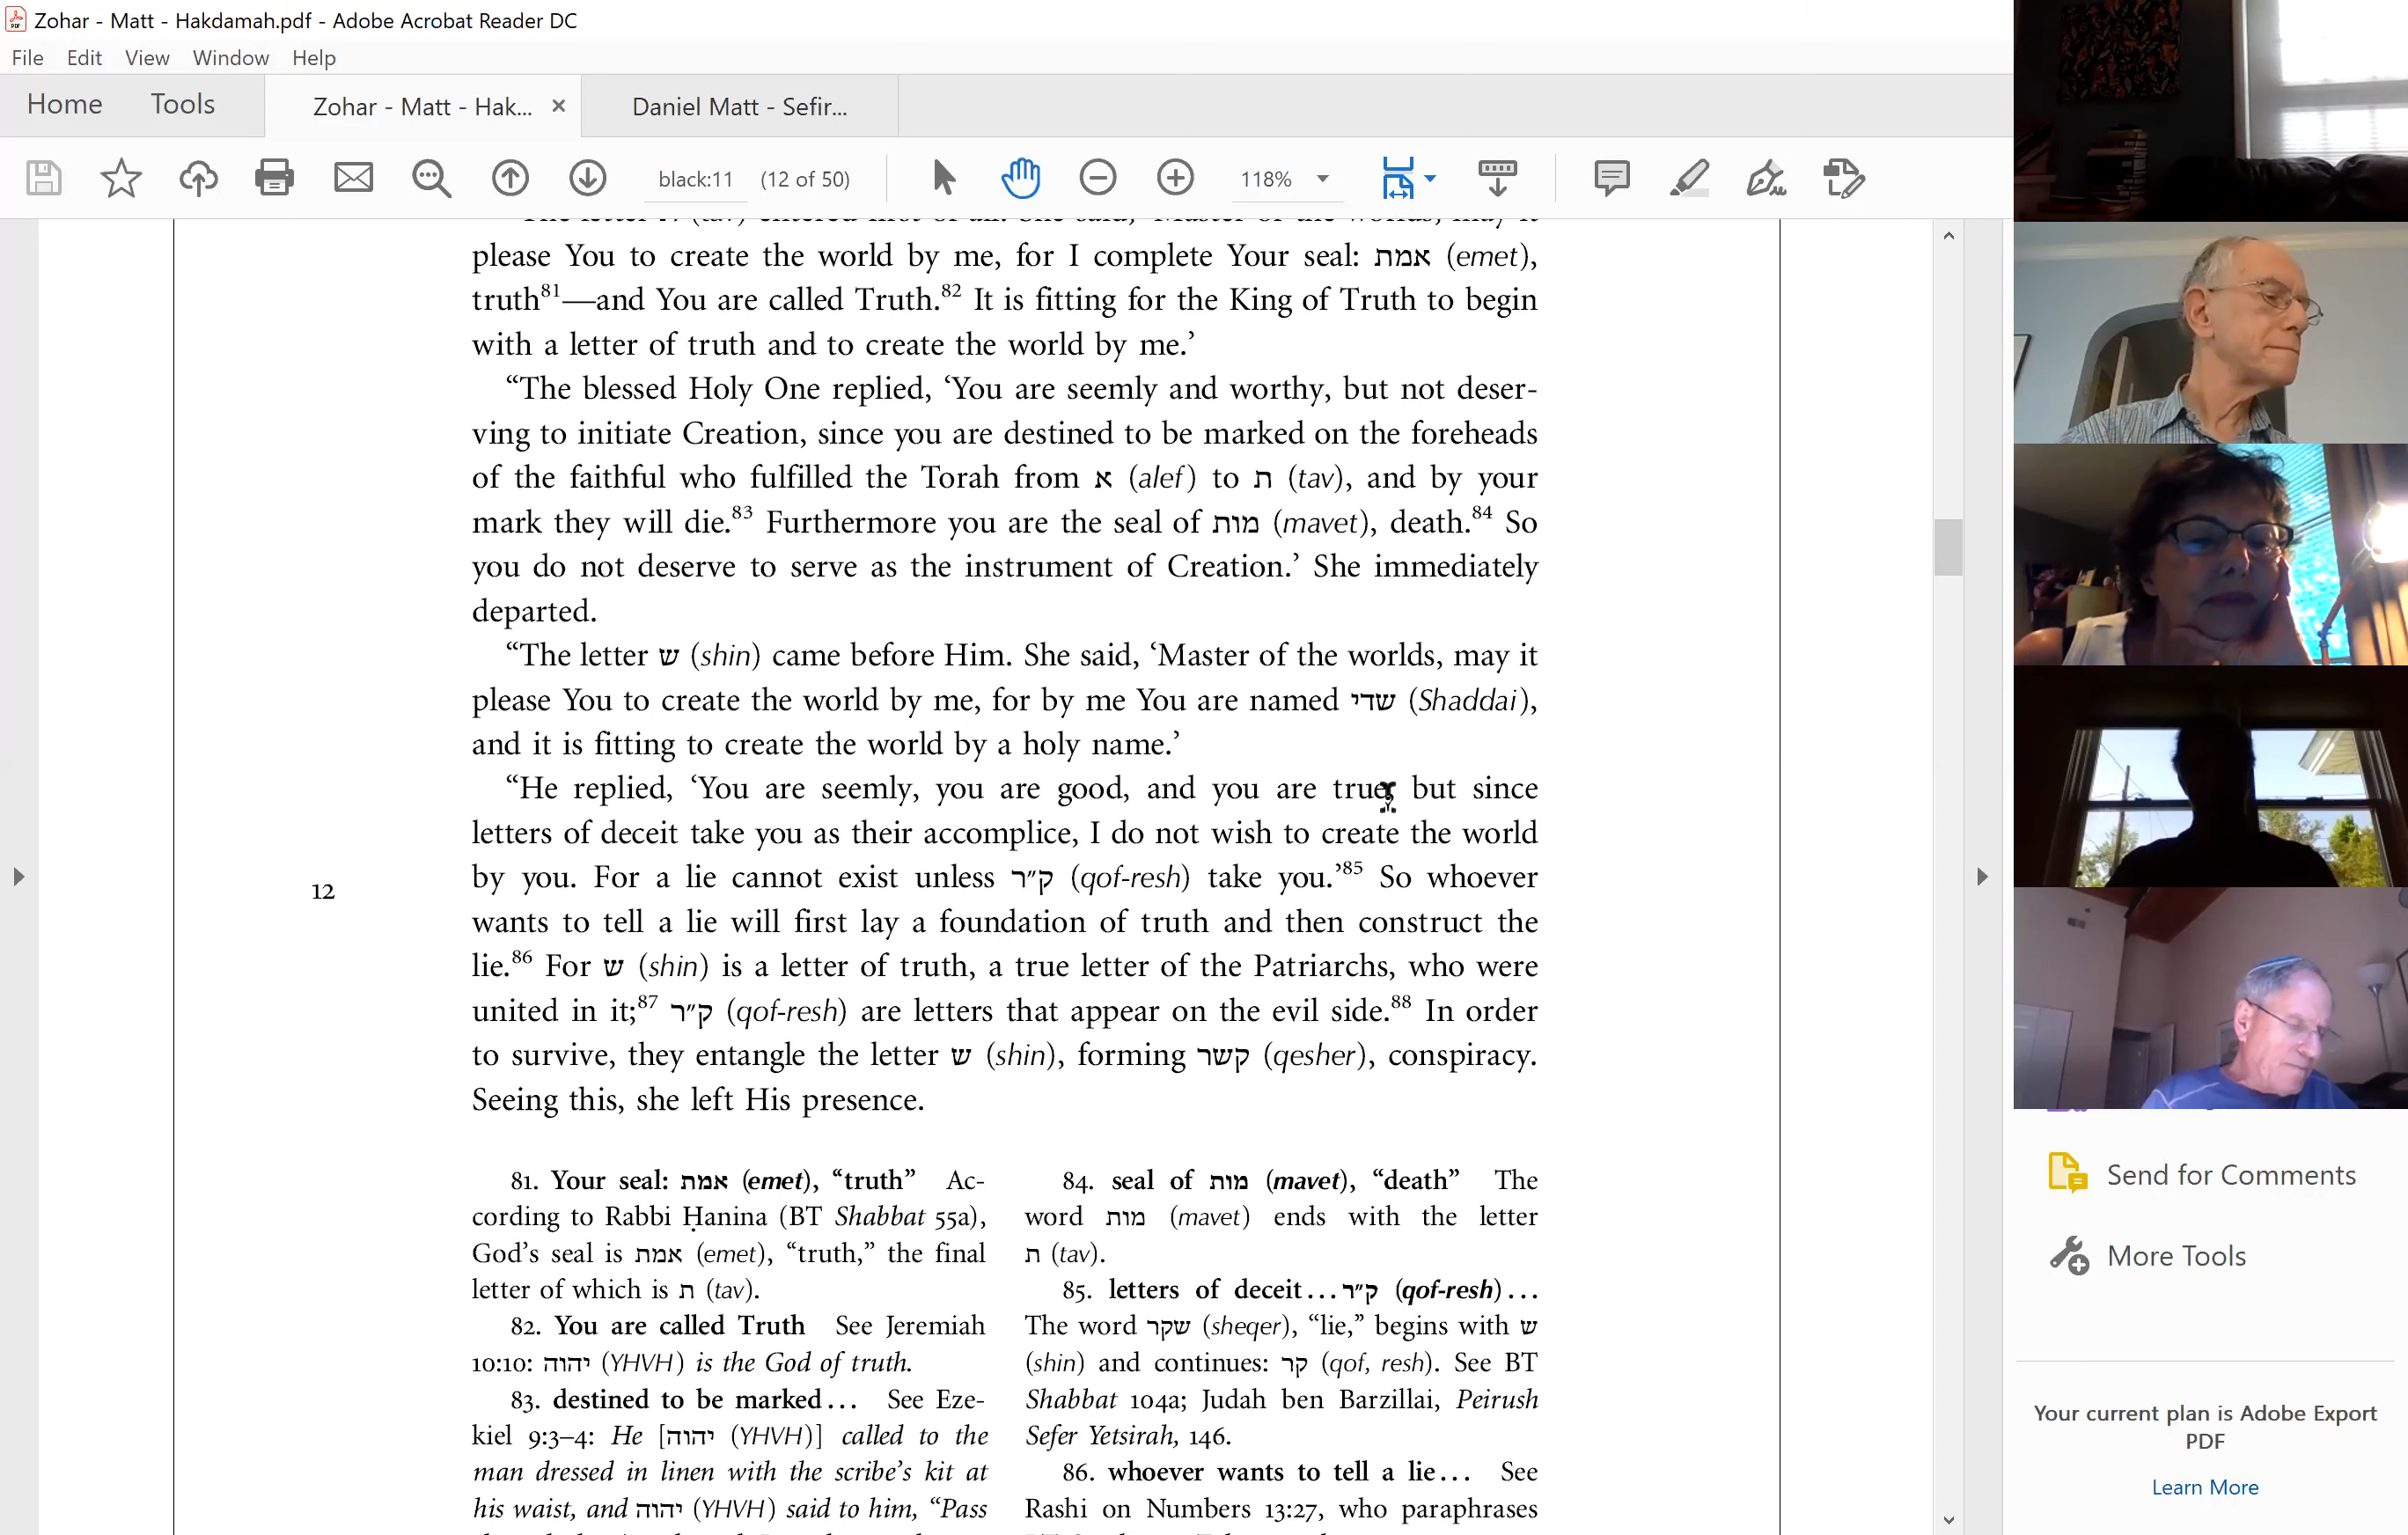 Zohar - Matt - Hakdamah.pdf - Adobe Acrobat Reader DC
File Edit View Window Help
Home Tools Zohar - Matt - Hak... × Daniel Matt - Sefir...
black:11 (12 of 50) 118%
please You to create the world by me, for I complete Your seal: אמת (emet),
truth81—and You are called Truth.82 It is fitting for the King of Truth to begin
with a letter of truth and to create the world by me.’
“The blessed Holy One replied, ‘You are seemly and worthy, but not deser-
ving to initiate Creation, since you are destined to be marked on the foreheads
of the faithful who fulfilled the Torah from א (alef) to ת (tav), and by your
mark they will die.83 Furthermore you are the seal of מות (mavet), death.84 So
you do not deserve to serve as the instrument of Creation.’ She immediately
departed.
“The letter ש (shin) came before Him. She said, ‘Master of the worlds, may it
please You to create the world by me, for by me You are named שדי (Shaddai),
and it is fitting to create the world by a holy name.’
“He replied, ‘You are seemly, you are good, and you are true, but since
letters of deceit take you as their accomplice, I do not wish to create the world
by you. For a lie cannot exist unless ק״ר (qof-resh) take you.’85 So whoever
12
wants to tell a lie will first lay a foundation of truth and then construct the
lie.86 For ש (shin) is a letter of truth, a true letter of the Patriarchs, who were
united in it;87 ק״ר (qof-resh) are letters that appear on the evil side.88 In order
to survive, they entangle the letter ש (shin), forming קשר (qesher), conspiracy.
Seeing this, she left His presence.
81. Your seal: אמת (emet), “truth” Ac-
cording to Rabbi Ḥanina (BT Shabbat 55a),
God’s seal is אמת (emet), “truth,” the final
letter of which is ת (tav).
82. You are called Truth See Jeremiah
10:10: יהוה (YHVH) is the God of truth.
83. destined to be marked... See Eze-
kiel 9:3–4: He [יהוה (YHVH)] called to the
man dressed in linen with the scribe’s kit at
his waist, and יהוה (YHVH) said to him, “Pass
84. seal of מות (mavet), “death” The
word מות (mavet) ends with the letter
ת (tav).
85. letters of deceit...ק״ר (qof-resh)...
The word שקר (sheqer), “lie,” begins with ש
(shin) and continues: קר (qof, resh). See BT
Shabbat 104a; Judah ben Barzillai, Peirush
Sefer Yetsirah, 146.
86. whoever wants to tell a lie... See
Rashi on Numbers 13:27, who paraphrases
Send for Comments
More Tools
Your current plan is Adobe Export
PDF
Learn More